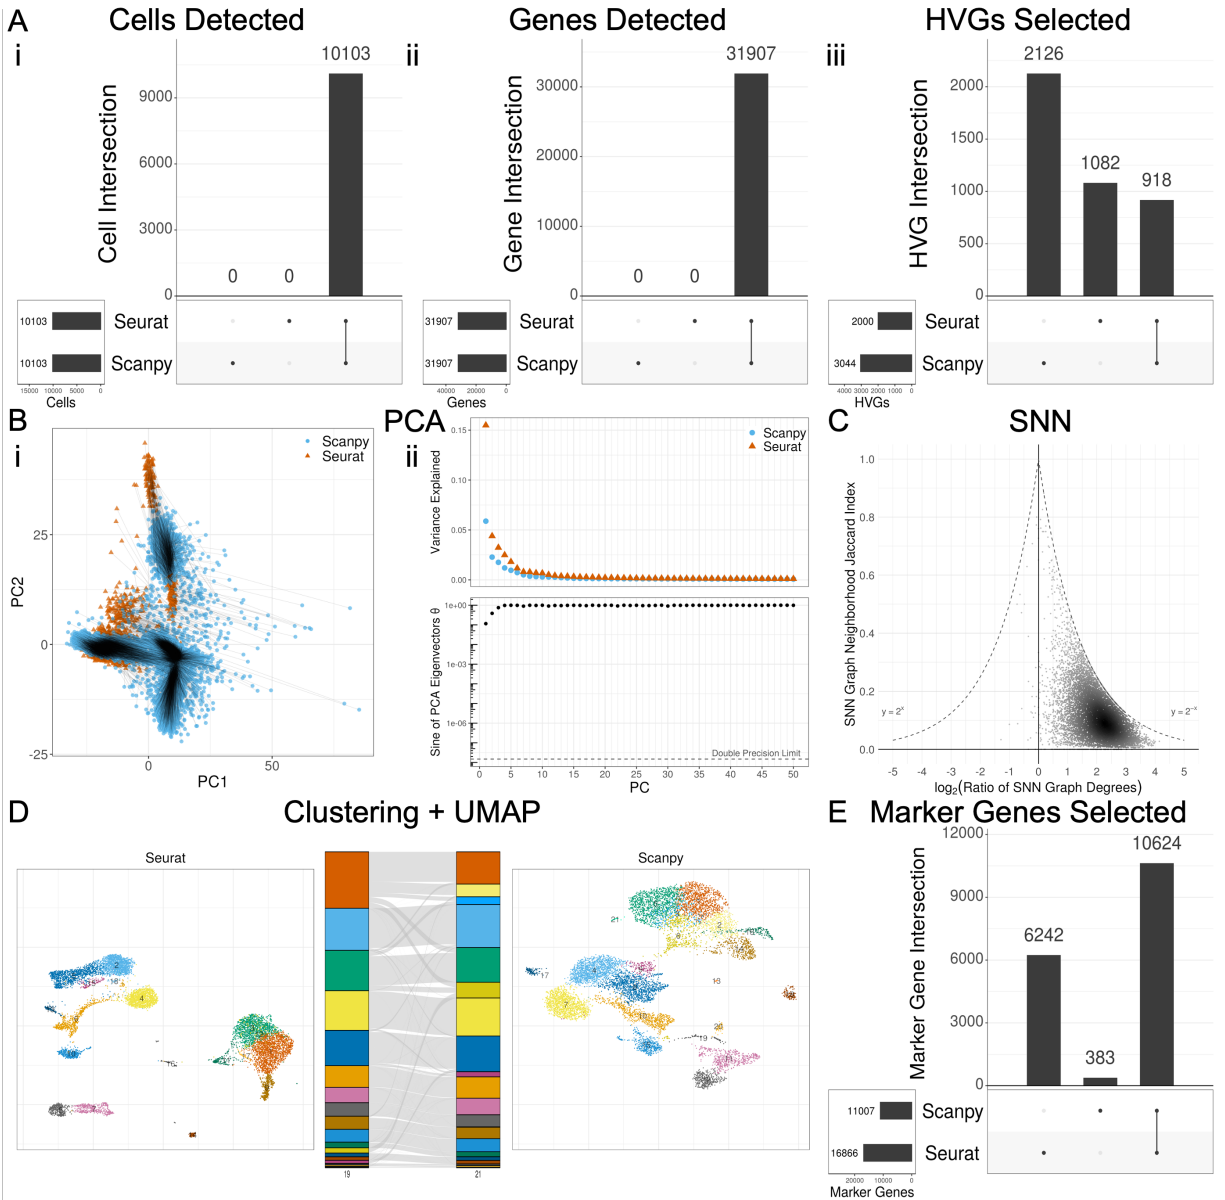 A
Cells Detected
Genes Detected
HVGs Selected
i
ii
iii
10103
Cell Intersection
9000
6000
3000
0
0
0
10103
10103
Seurat
Scanpy
15000 10000 5000 0
Cells
31907
Gene Intersection
30000
20000
10000
0
0
0
31907
31907
Seurat
Scanpy
40000 20000 0
Genes
2126
1082
918
HVG Intersection
2000
1500
1000
500
0
2000
3044
Seurat
Scanpy
4000 3000 2000 1000 0
HVGs
B
PCA
i
Scanpy
Seurat
PC2
25
0
-25
0 50
PC1
ii
Scanpy
Seurat
Variance Explained
0.15
0.10
0.05
0.00
Sine of PCA Eigenvectors θ
1e+00
1e-03
1e-06
Double Precision Limit
0 5 10 15 20 25 30 35 40 45 50
PC
C
SNN
SNN Graph Neighborhood Jaccard Index
1.0
0.8
0.6
0.4
0.2
0.0
y = 2ˣ
y = 2⁻ˣ
-5 -4 -3 -2 -1 0 1 2 3 4 5
log₂(Ratio of SNN Graph Degrees)
D
Clustering + UMAP
Seurat
2
4
19
21
Scanpy
21
2
17
7
13
19
20
E
Marker Genes Selected
Marker Gene Intersection
12000
9000
6000
3000
0
6242
383
10624
11007
16866
Scanpy
Seurat
20000 10000 0
Marker Genes